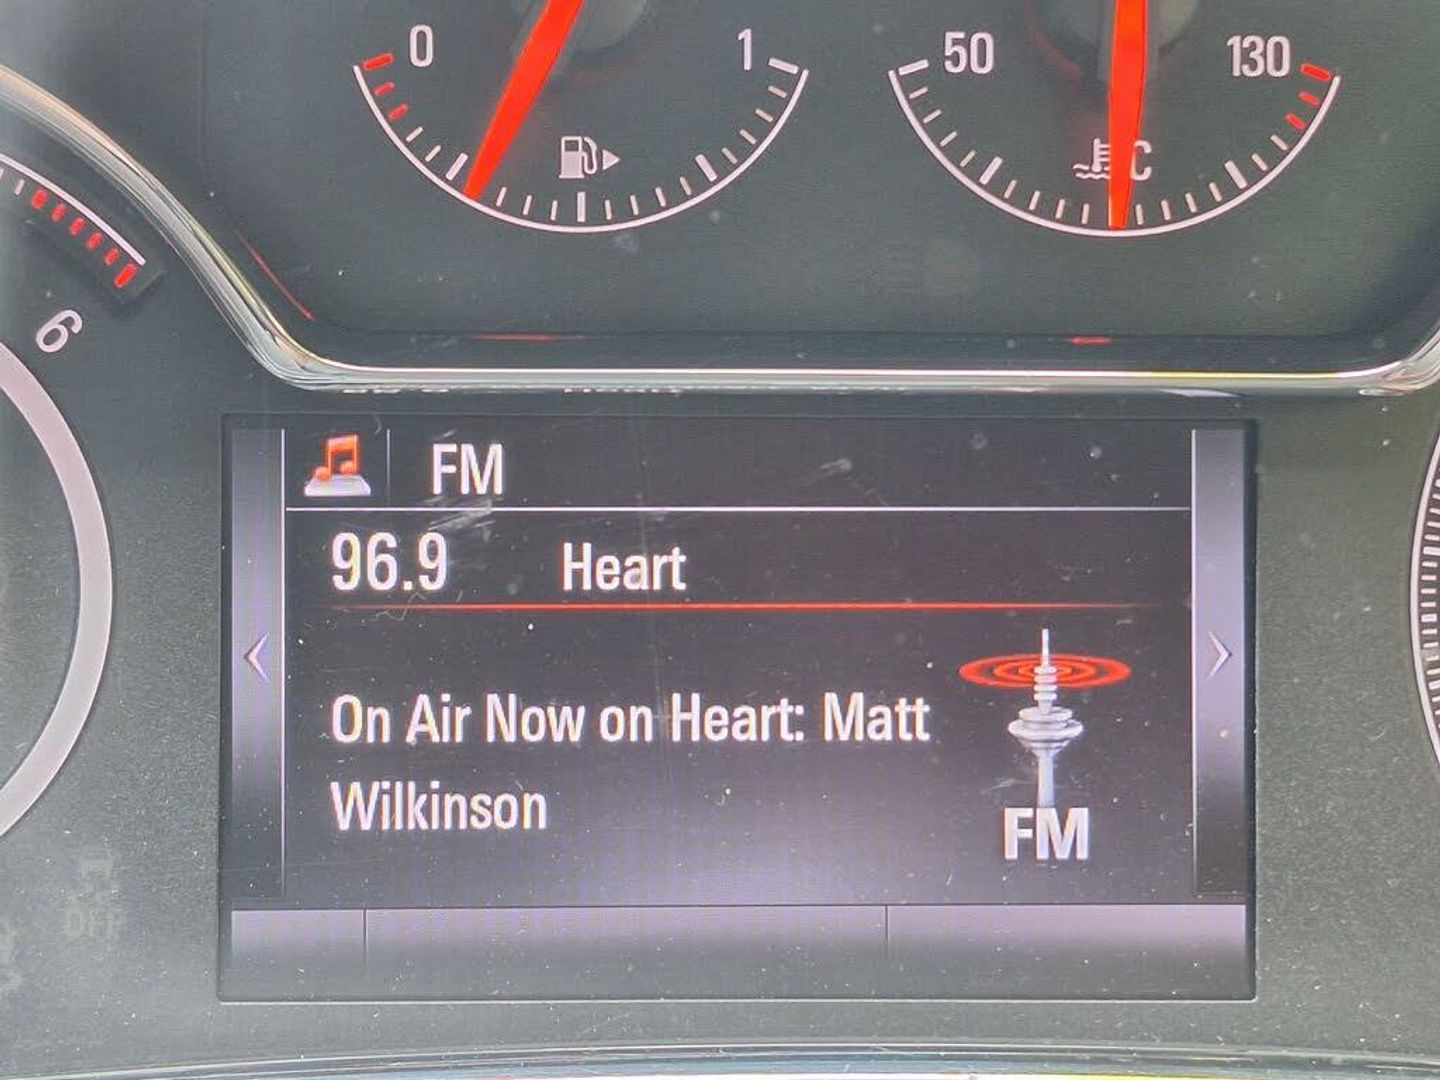 0 1 50 130
C
6
FM
96.9 Heart
On Air Now on Heart: Matt
Wilkinson
FM